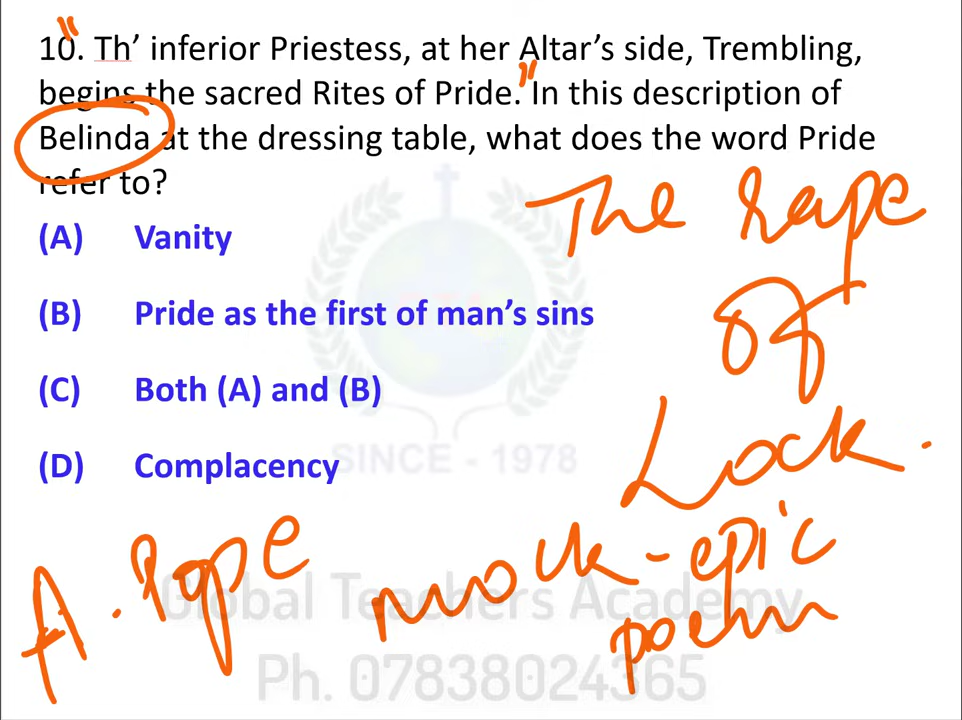 10. Th' inferior Priestess, at her Altar's side, Trembling,
begins the sacred Rites of Pride. In this description of
Belinda at the dressing table, what does the word Pride
refer to?
(A) Vanity
(B) Pride as the first of man's sins
(C) Both (A) and (B)
(D) Complacency
The Rape
Of
Lock.
A. Pope
mock-epic
poem
SINCE - 1978
Global Teachers Academy
Ph. 07838024365